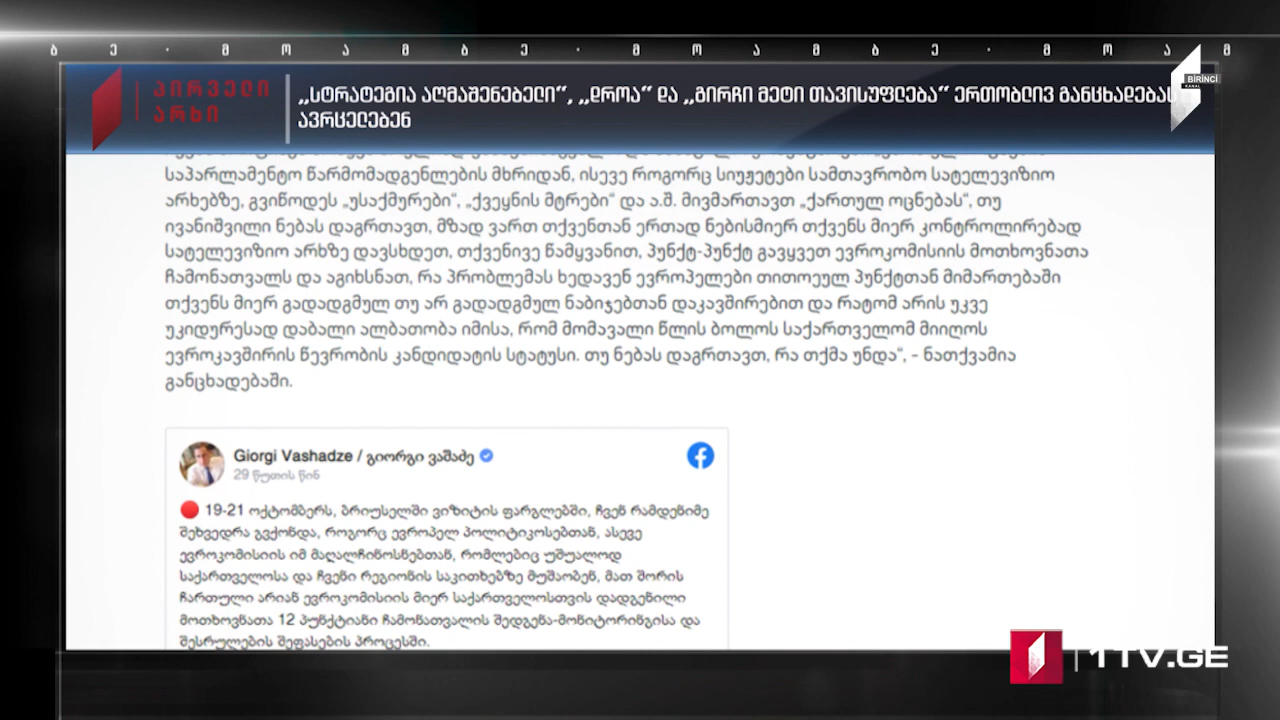 ბ ე · მ ო ა მ ბ ე · მ ო ა მ ბ ე · მ ო ა მ
პირველი
არხი
„სტრატეგია აღმაშენებელი“, „დროა“ და „გირჩი მეტი თავისუფლება“ ერთობლივ განცხადებას
ავრცელებენ
BİRİNCİ
KANAL
საპარლამენტო წარმომადგენლების მხრიდან, ისევე როგორც სიუჟეტები სამთავრობო სატელევიზიო
არხებზე, გვიწოდეს „უსაქმურები“, „ქვეყნის მტრები“ და ა.შ. მივმართავთ „ქართულ ოცნებას“, თუ
ივანიშვილი ნებას დაგრთავთ, მზად ვართ თქვენთან ერთად ნებისმიერ თქვენს მიერ კონტროლირებად
სატელევიზიო არხზე დავსხდეთ, თქვენივე წამყვანით, პუნქტ-პუნქტ გავყვეთ ევროკომისიის მოთხოვნათა
ჩამონათვალს და აგიხსნათ, რა პრობლემას ხედავენ ევროპელები თითოეულ პუნქტთან მიმართებაში
თქვენს მიერ გადადგმულ თუ არ გადადგმულ ნაბიჯებთან დაკავშირებით და რატომ არის უკვე
უკიდურესად დაბალი ალბათობა იმისა, რომ მომავალი წლის ბოლოს საქართველომ მიიღოს
ევროკავშირის წევრობის კანდიდატის სტატუსი. თუ ნებას დაგრთავთ, რა თქმა უნდა“, - ნათქვამია
განცხადებაში.
Giorgi Vashadze / გიორგი ვაშაძე
29 წუთის წინ
19-21 ოქტომბერს, ბრიუსელში ვიზიტის ფარგლებში, ჩვენ რამდენიმე
შეხვედრა გვქონდა, როგორც ევროპელ პოლიტიკოსებთან, ასევე
ევროკომისიის იმ მაღალჩინოსნებთან, რომლებიც უშუალოდ
საქართველოსა და ჩვენი რეგიონის საკითხებზე მუშაობენ, მათ შორის
ჩართული არიან ევროკომისიის მიერ საქართველოსთვის დადგენილი
მოთხოვნათა 12 პუნქტიანი ჩამონათვალის შედგენა-მონიტორინგისა და
შესრულების შეფასების პროცესში.
1TV.GE